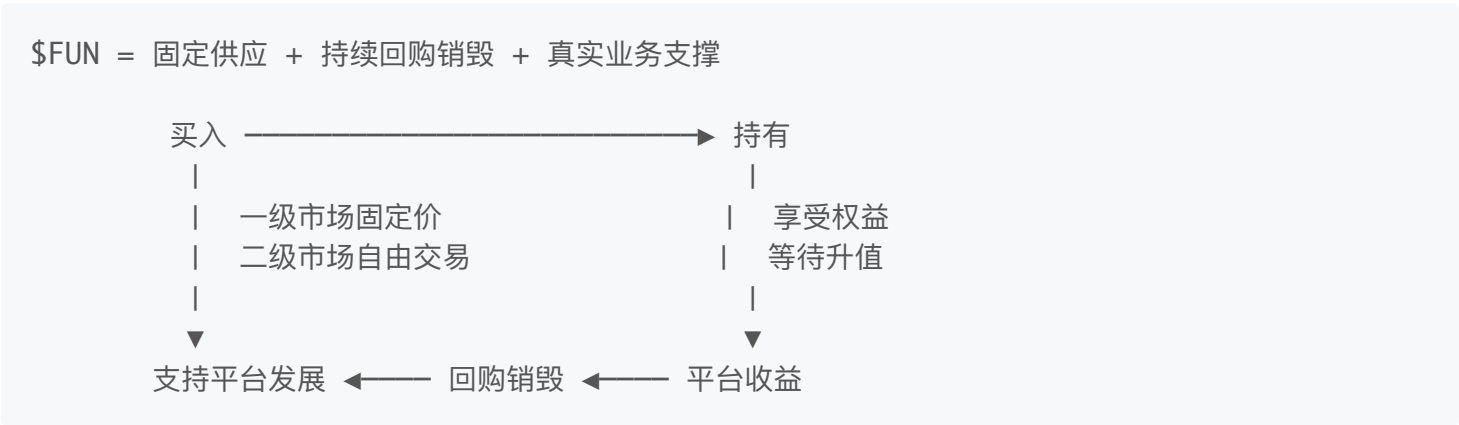 $FUN = 固定供应 + 持续回购销毁 + 真实业务支撑
买入 ─────────────────────────▶ 持有
| |
| 一级市场固定价 | 享受权益
| 二级市场自由交易 | 等待升值
| |
▼ ▼
支持平台发展 ◀──── 回购销毁 ◀──── 平台收益